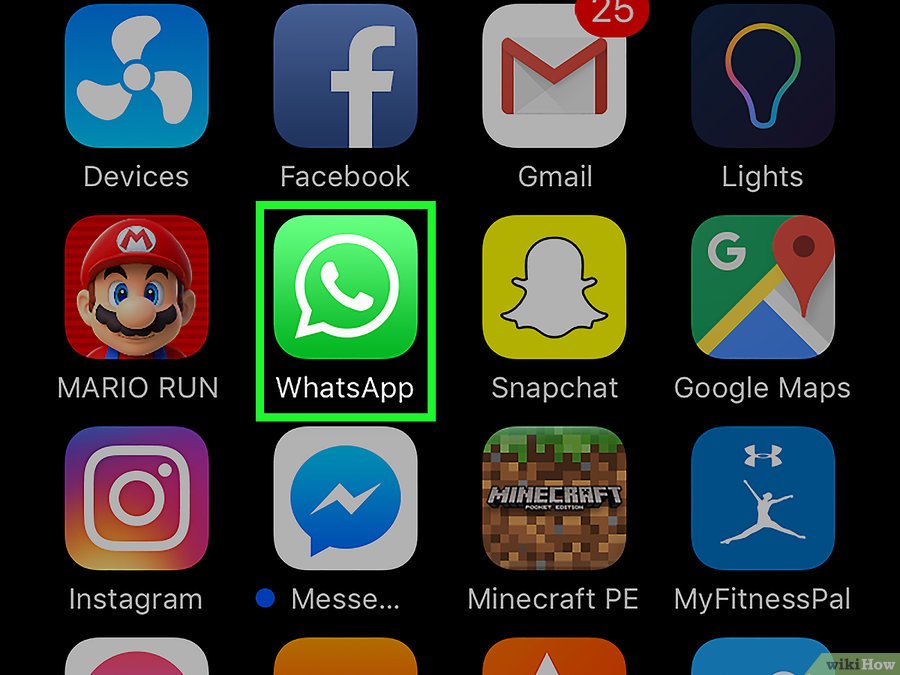 25
Devices
Facebook
Gmail
Lights
M
G
MARIO RUN
WhatsApp
Snapchat
Google Maps
MINECRAFT
POCKET EDITION
Instagram
Messe...
Minecraft PE
MyFitnessPal
wikiHow